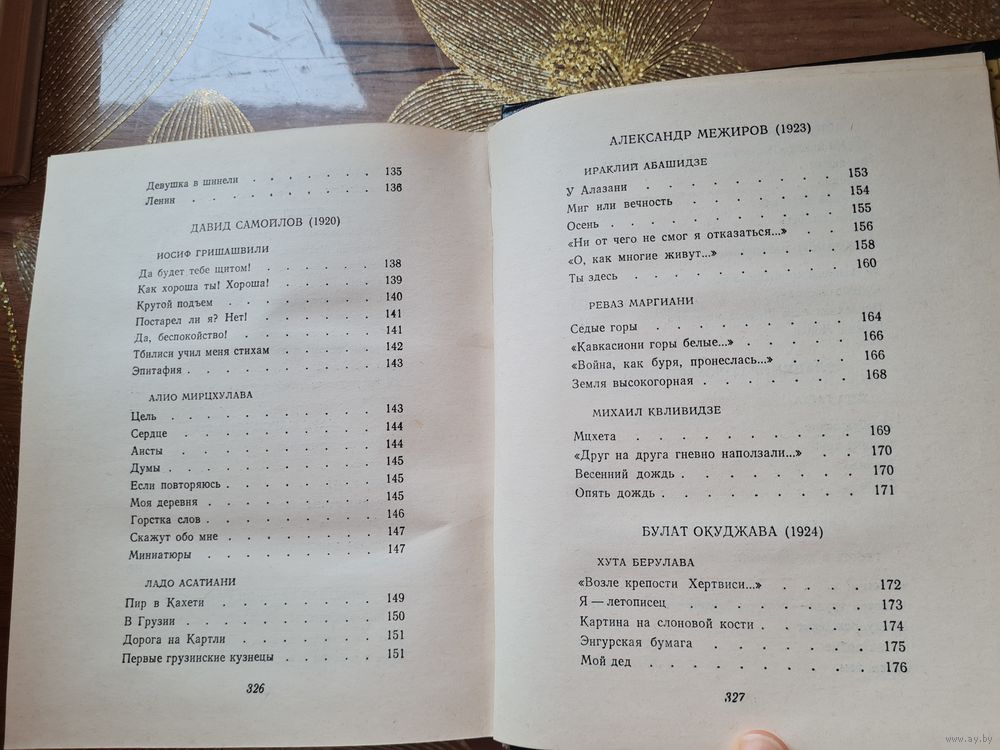 Девушка в шинели . . . . . . . 135
Ленин . . . . . . . . . . 136
ДАВИД САМОЙЛОВ (1920)
ИОСИФ ГРИШАШВИЛИ
Да будет тебе щитом! . . . . . . 138
Как хороша ты! Хороша! . . . . . 139
Крутой подъем . . . . . . . . 140
Постарел ли я? Нет! . . . . . . 141
Да, беспокойство! . . . . . . . 141
Тбилиси учил меня стихам . . . . . 142
Эпитафия . . . . . . . . . . 143
АЛИО МИРЦХУЛАВА
Цель . . . . . . . . . . . 143
Сердце . . . . . . . . . . 144
Аисты . . . . . . . . . . 144
Думы . . . . . . . . . . . 145
Если повторяюсь . . . . . . . . 145
Моя деревня . . . . . . . . . 145
Горстка слов . . . . . . . . . 146
Скажут обо мне . . . . . . . . 147
Миниатюры . . . . . . . . . 147
ЛАДО АСАТИАНИ
Пир в Кахети . . . . . . . . 149
В Грузии . . . . . . . . . . 150
Дорога на Картли . . . . . . . 151
Первые грузинские кузнецы . . . . . 151
326
АЛЕКСАНДР МЕЖИРОВ (1923)
ИРАКЛИЙ АБАШИДЗЕ
У Алазани . . . . . . . . . 153
Миг или вечность . . . . . . . 154
Осень . . . . . . . . . . 155
«Ни от чего не смог я отказаться...» . . 156
«О, как многие живут...» . . . . . 158
Ты здесь . . . . . . . . . . 160
РЕВАЗ МАРГИАНИ
Седые горы . . . . . . . . . 164
«Кавкасиони горы белые...» . . . . . 166
«Война, как буря, пронеслась...» . . . 166
Земля высокогорная . . . . . . . 168
МИХАИЛ КВЛИВИДЗЕ
Мцхета . . . . . . . . . . 169
«Друг на друга гневно наползали...» . . 170
Весенний дождь . . . . . . . . 170
Опять дождь . . . . . . . . . 171
БУЛАТ ОКУДЖАВА (1924)
ХУТА БЕРУЛАВА
«Возле крепости Хертвиси...» . . . . 172
Я — летописец . . . . . . . . 173
Картина на слоновой кости . . . . . 174
Энгурская бумага . . . . . . . 175
Мой дед . . . . . . . . . . 176
327
www.ay.by